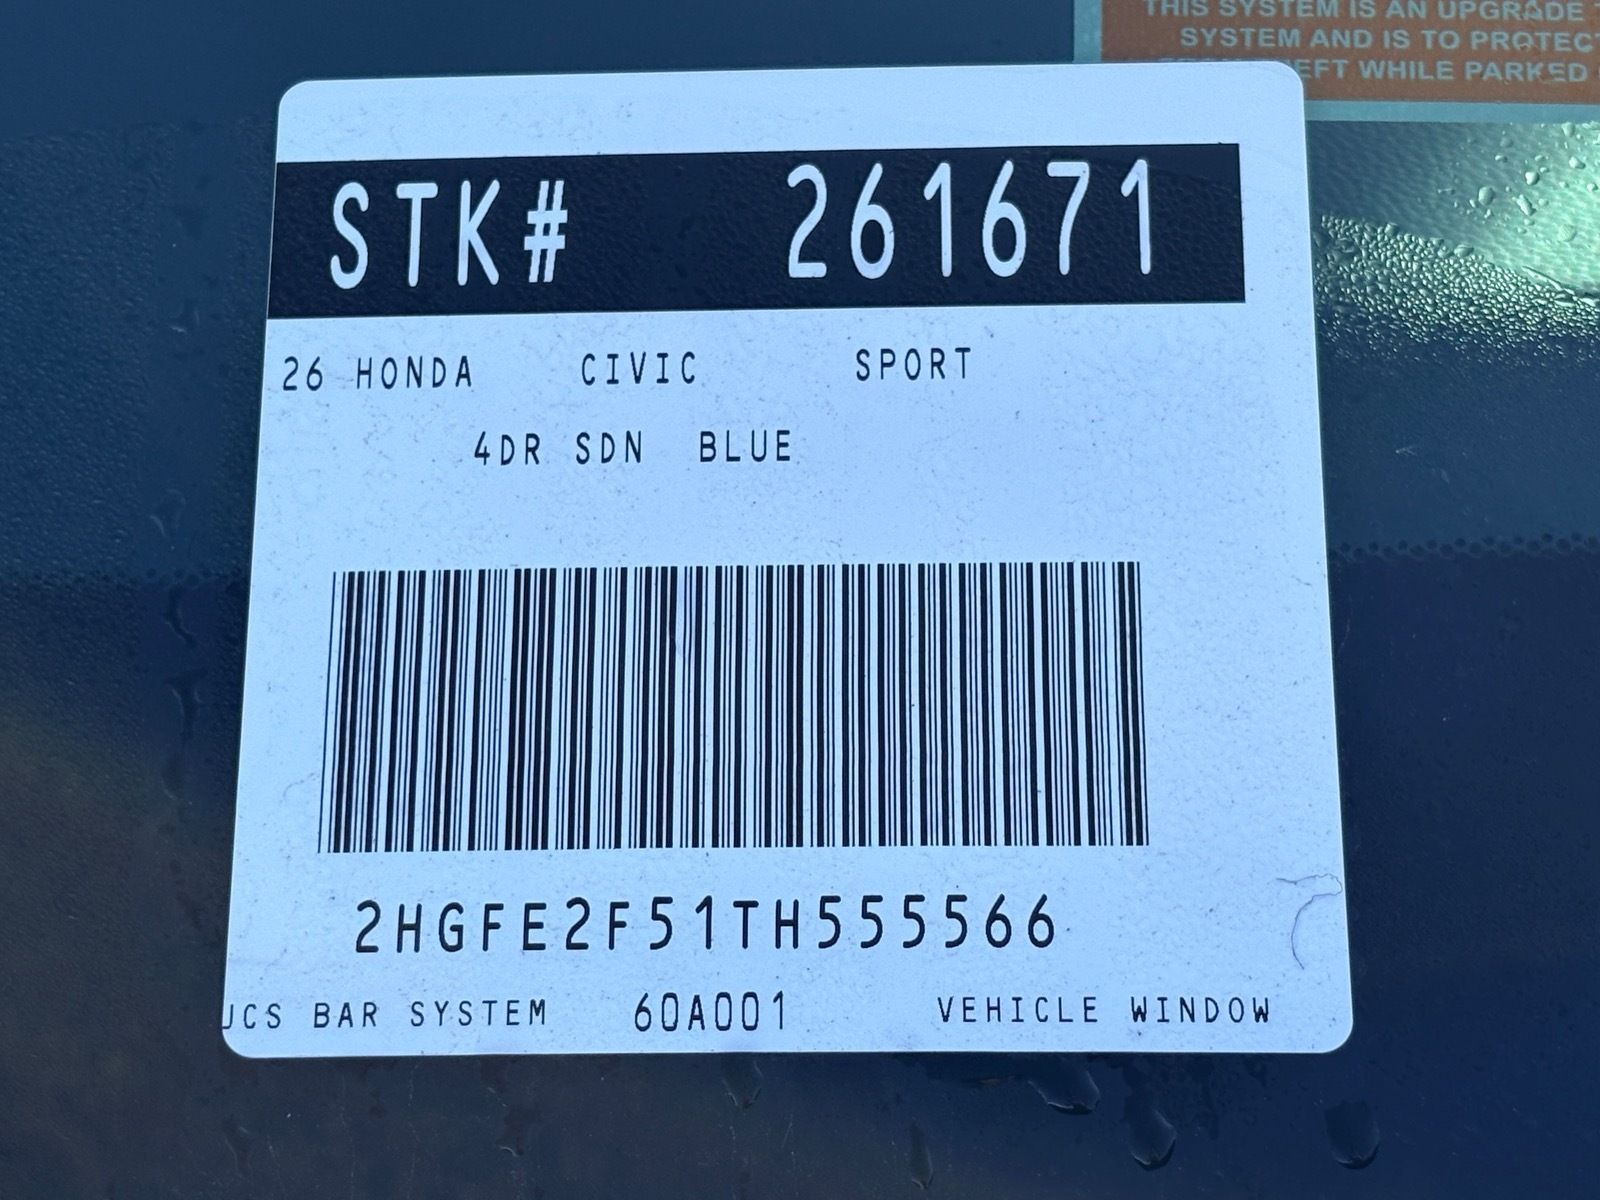 THIS SYSTEM IS AN UPGRADE
SYSTEM AND IS TO PROTECT
THEFT WHILE PARKED
STK# 261671
26 HONDA CIVIC SPORT
4DR SDN BLUE
2HGFE2F51TH555566
UCS BAR SYSTEM 60A001 VEHICLE WINDOW